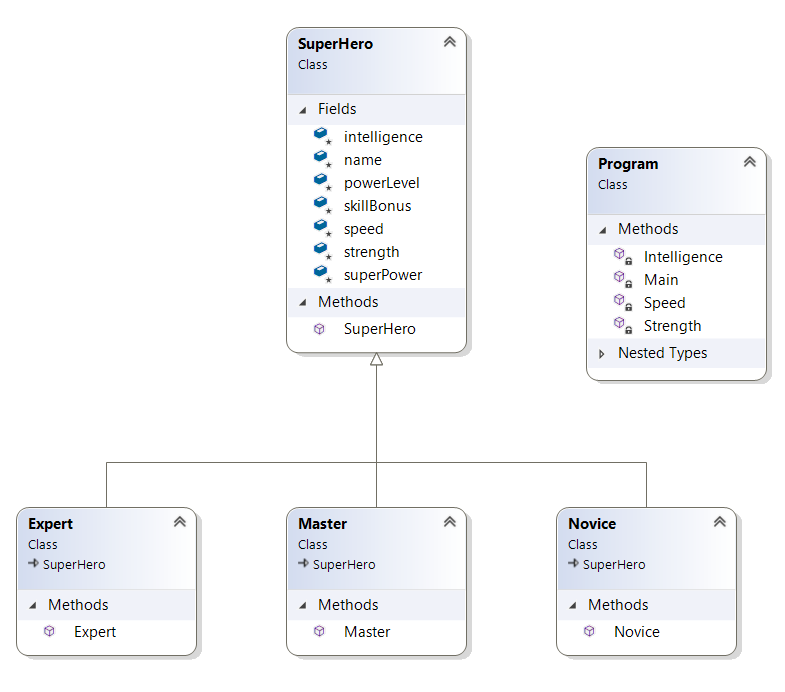 SuperHero
Class
Fields
intelligence
name
powerLevel
skillBonus
speed
strength
superPower
Methods
SuperHero
Program
Class
Methods
Intelligence
Main
Speed
Strength
Nested Types
Expert
Class
SuperHero
Methods
Expert
Master
Class
SuperHero
Methods
Master
Novice
Class
SuperHero
Methods
Novice